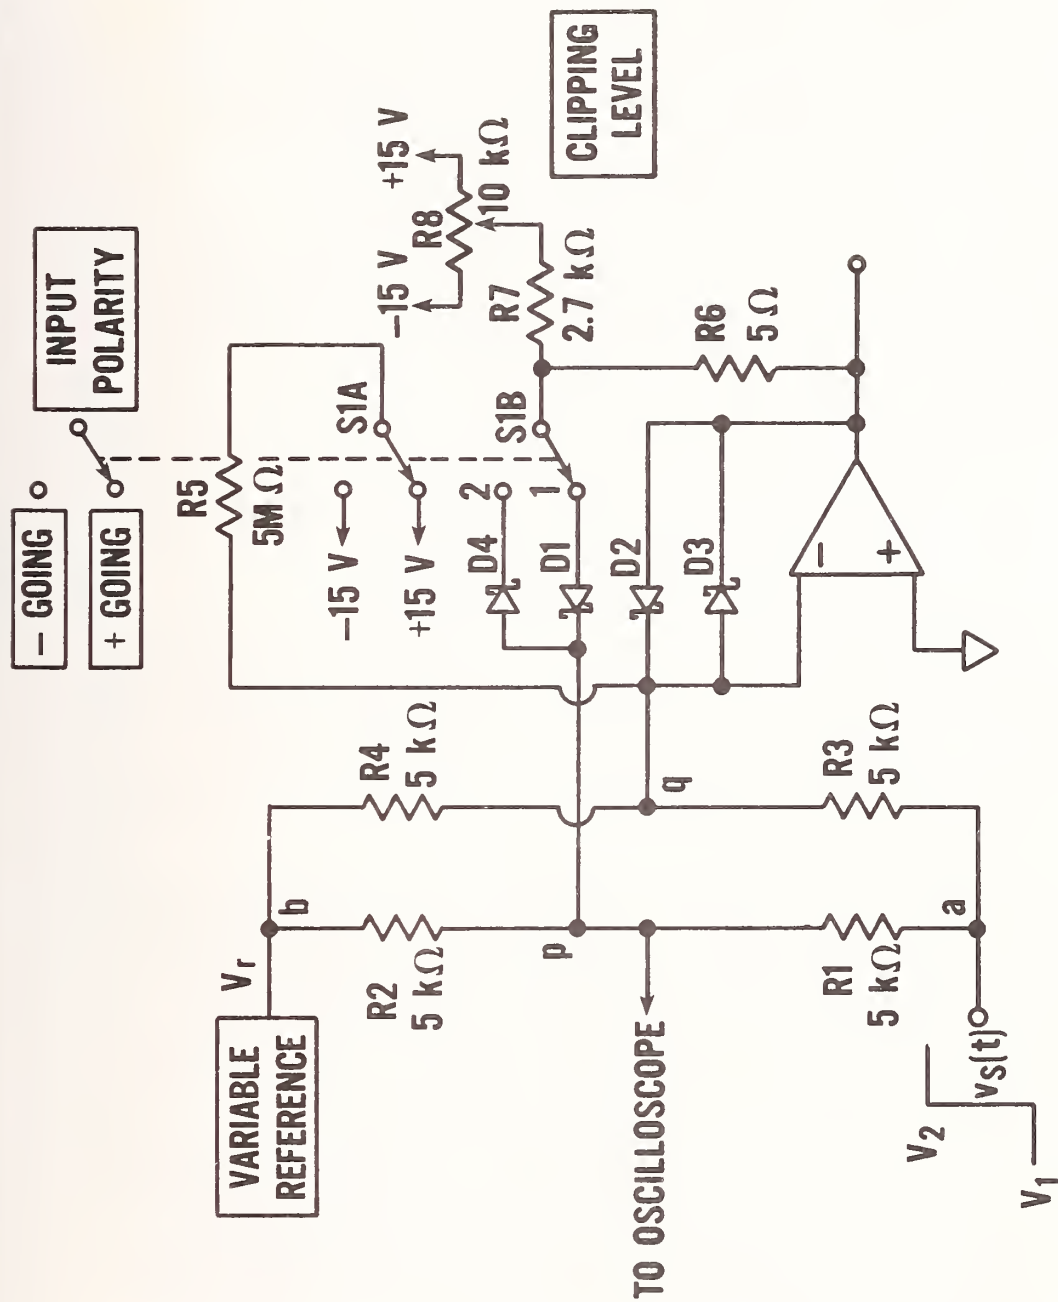 − GOING
+ GOING
INPUT
POLARITY
R5
5M Ω
S1A
−15 V
+15 V
−15 V
+15 V
R8
10 kΩ
CLIPPING
LEVEL
R7
2.7 kΩ
S1B
2
1
D4
D1
D2
D3
R6
5 Ω
−
+
VARIABLE
REFERENCE
Vr
b
R2
5 kΩ
R4
5 kΩ
p
q
TO OSCILLOSCOPE
R1
5 kΩ
R3
5 kΩ
a
vS(t)
V2
V1